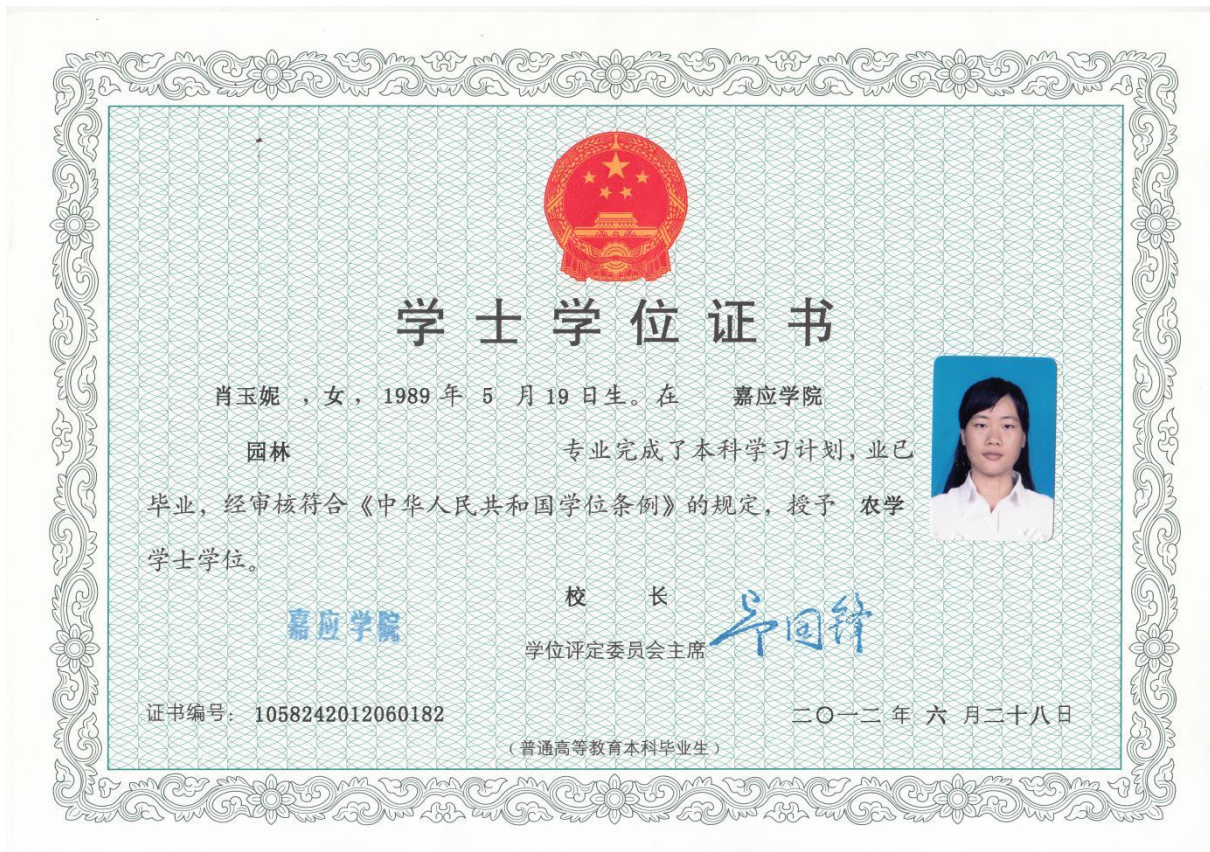 学士学位证书
肖玉妮 ，女，1989 年 5 月 19 日生。在 嘉应学院
园林 专业完成了本科学习计划，业已
毕业，经审核符合《中华人民共和国学位条例》的规定，授予 农学
学士学位。
校 长
嘉应学院
学位评定委员会主席
证书编号：1058242012060182 二〇一二 年 六 月二十八日
（普通高等教育本科毕业生）